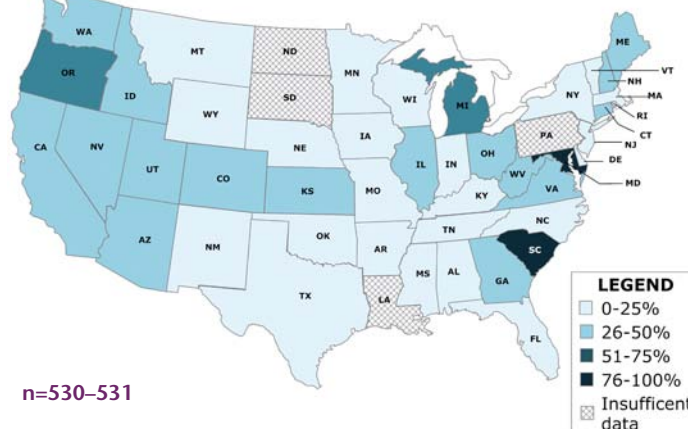 WA
MT
ND
ME
OR
MN
VT
ID
SD
WI
NY
NH
WY
MI
MA
IA
PA
RI
NE
CT
NV
IL
IN
OH
NJ
CA
UT
CO
WV
DE
KS
MO
VA
MD
KY
NC
AZ
NM
OK
TN
AR
SC
MS
AL
GA
TX
LA
FL
LEGEND
0-25%
26-50%
51-75%
76-100%
Insufficent
data
n=530–531